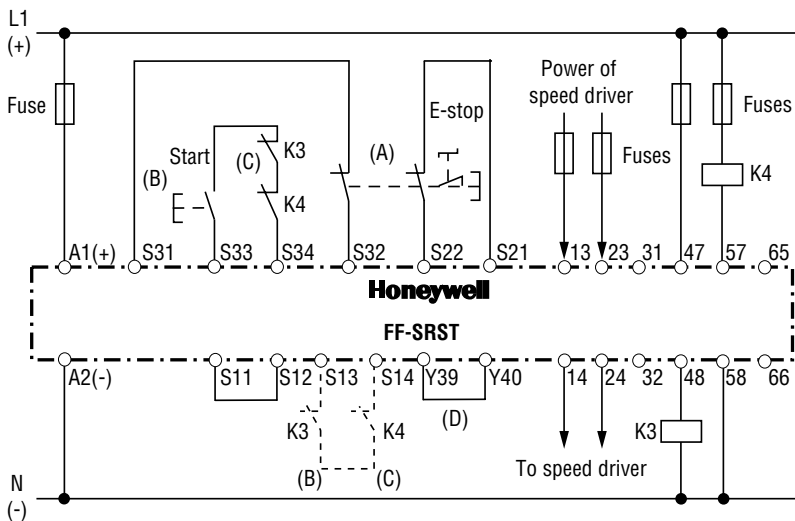 L1
(+)
Fuse
Start
(B)
(C)
K3
K4
(A)
E-stop
Power of
speed driver
Fuses
Fuses
K4
A1(+)
S31
S33
S34
S32
S22
S21
13
23
31
47
57
65
Honeywell
FF-SRST
A2(-)
S11
S12
S13
S14
Y39
Y40
14
24
32
48
58
66
K3
K4
(D)
K3
(B)
(C)
To speed driver
N
(-)